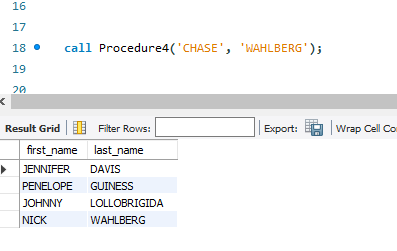 16
17
18 call Procedure4('CHASE', 'WAHLBERG');
19
20
Result Grid Filter Rows: Export: Wrap Cell Co
first_name last_name
JENNIFER DAVIS
PENELOPE GUINESS
JOHNNY LOLLOBRIGIDA
NICK WAHLBERG